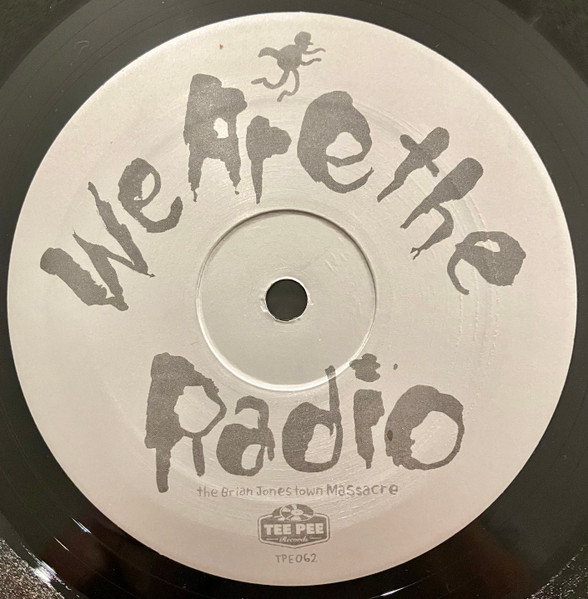 We Are the
Radio
the Brian Jonestown Massacre
TEE PEE
Records
TPE062